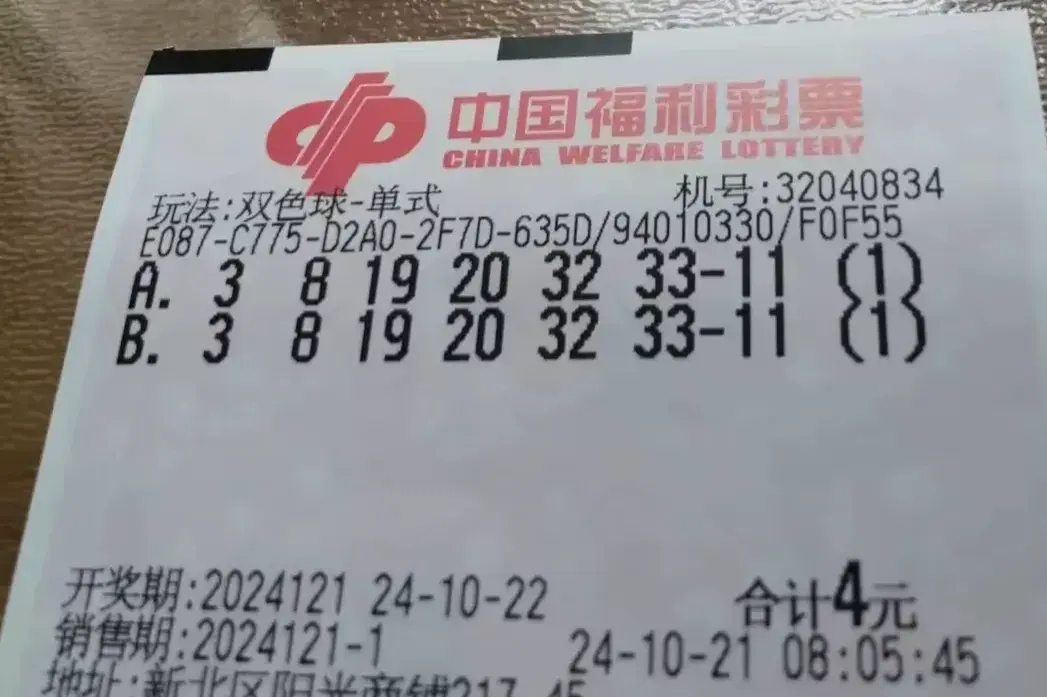 中国福利彩票
CHINA WELFARE LOTTERY
玩法:双色球-单式 机号:32040834
E087-C775-D2A0-2F7D-635D/94010330/F0F55
A. 3 8 19 20 32 33-11 (1)
B. 3 8 19 20 32 33-11 (1)
开奖期:2024121 24-10-22 合计4元
销售期:2024121-1 24-10-21 08:05:45
地址:新北区阳光商铺217-45